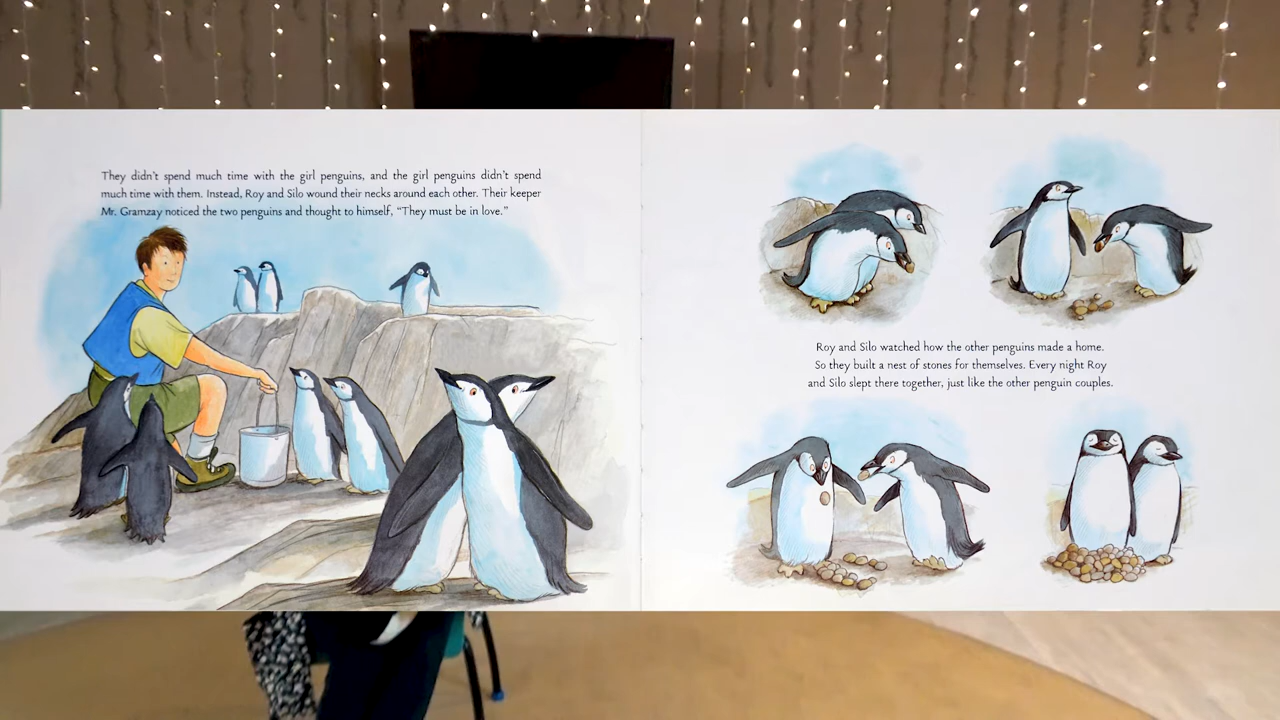 They didn't spend much time with the girl penguins, and the girl penguins didn't spend
much time with them. Instead, Roy and Silo wound their necks around each other. Their keeper
Mr. Gramzay noticed the two penguins and thought to himself, “They must be in love.”
Roy and Silo watched how the other penguins made a home.
So they built a nest of stones for themselves. Every night Roy
and Silo slept there together, just like the other penguin couples.